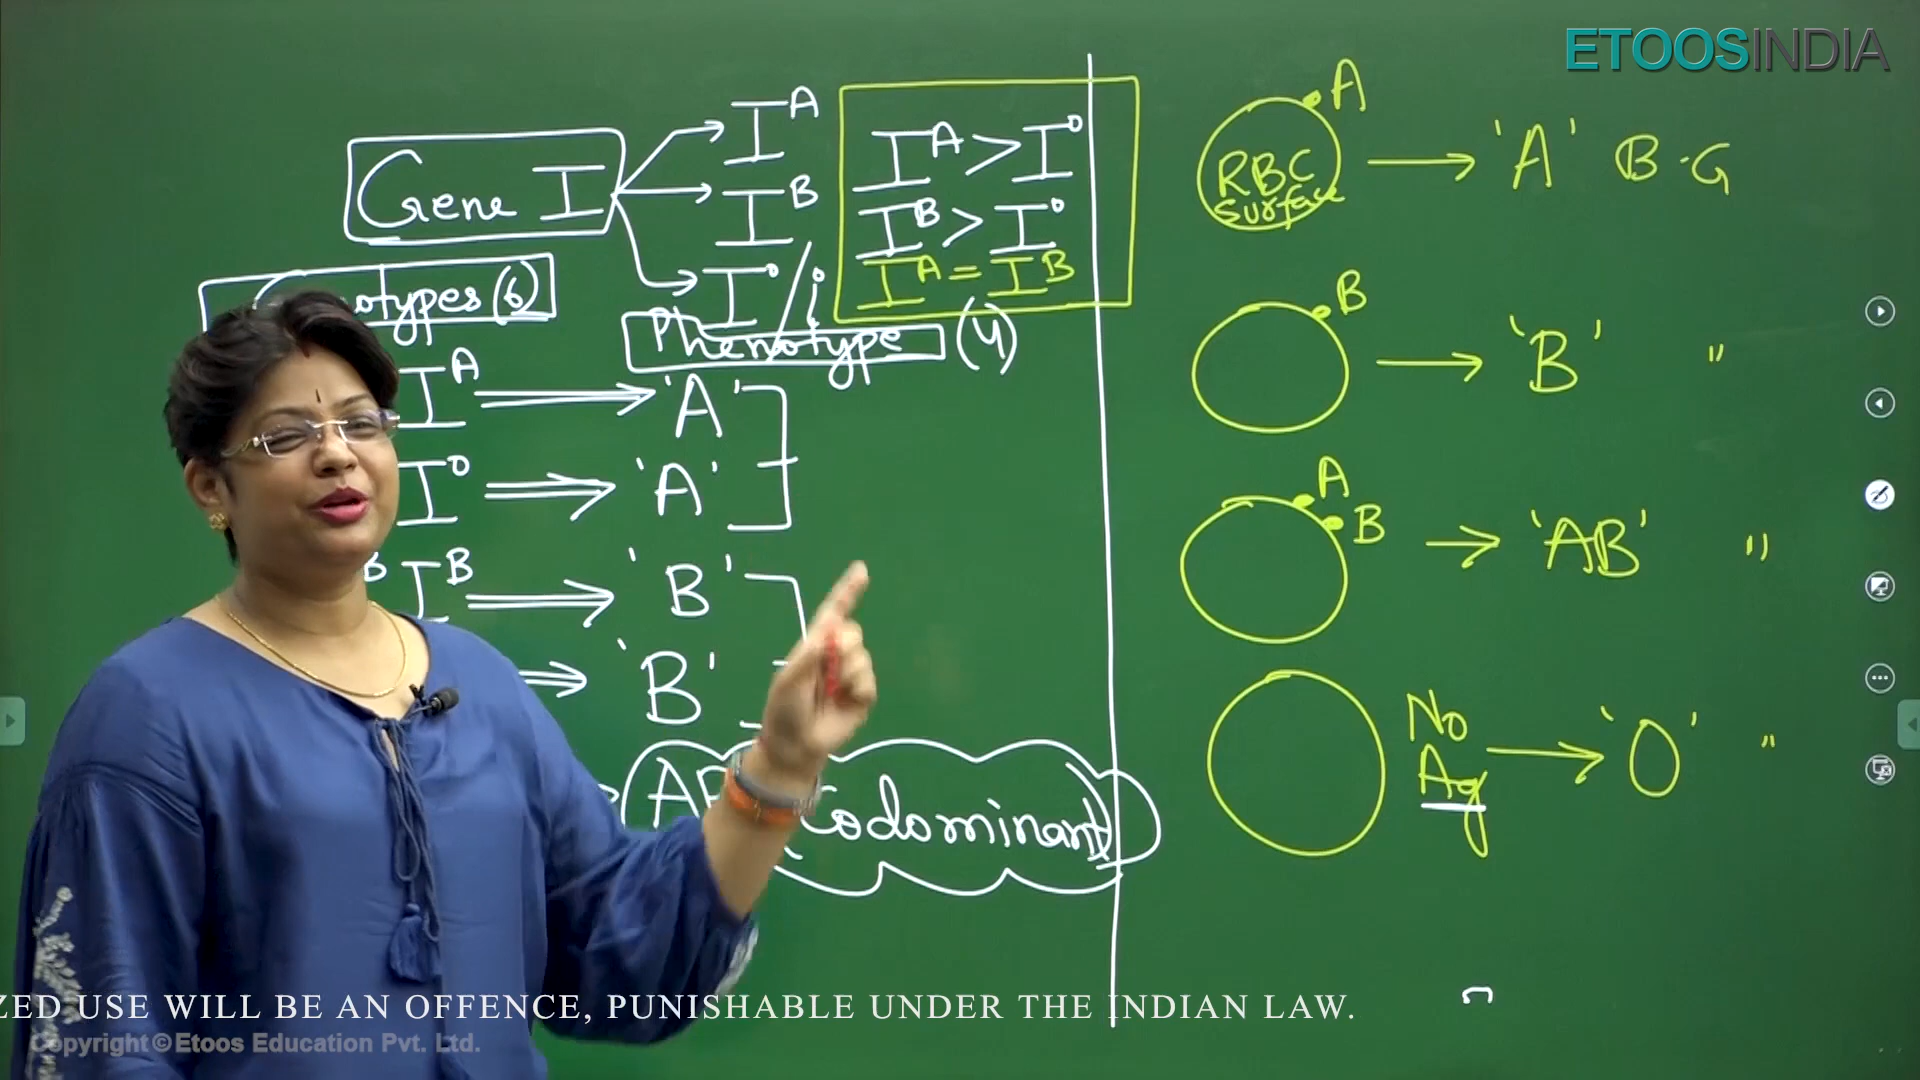 ETOOSINDIA
Gene I
I^A
I^B
I^o / i
I^A > I^o
I^B > I^o
I^A = I^B
otypes (6)
Phenotype (4)
I^A ⟹ 'A'
I^o ⟹ 'A'
^B I^B ⟹ 'B'
⟹ 'B'
Codominant
A
RBC
surface
→ 'A' B.G
B
→ 'B' "
A
B
→ 'AB' "
No
Ag
→ 'O' "
ZED USE WILL BE AN OFFENCE, PUNISHABLE UNDER THE INDIAN LAW.
Copyright © Etoos Education Pvt. Ltd.